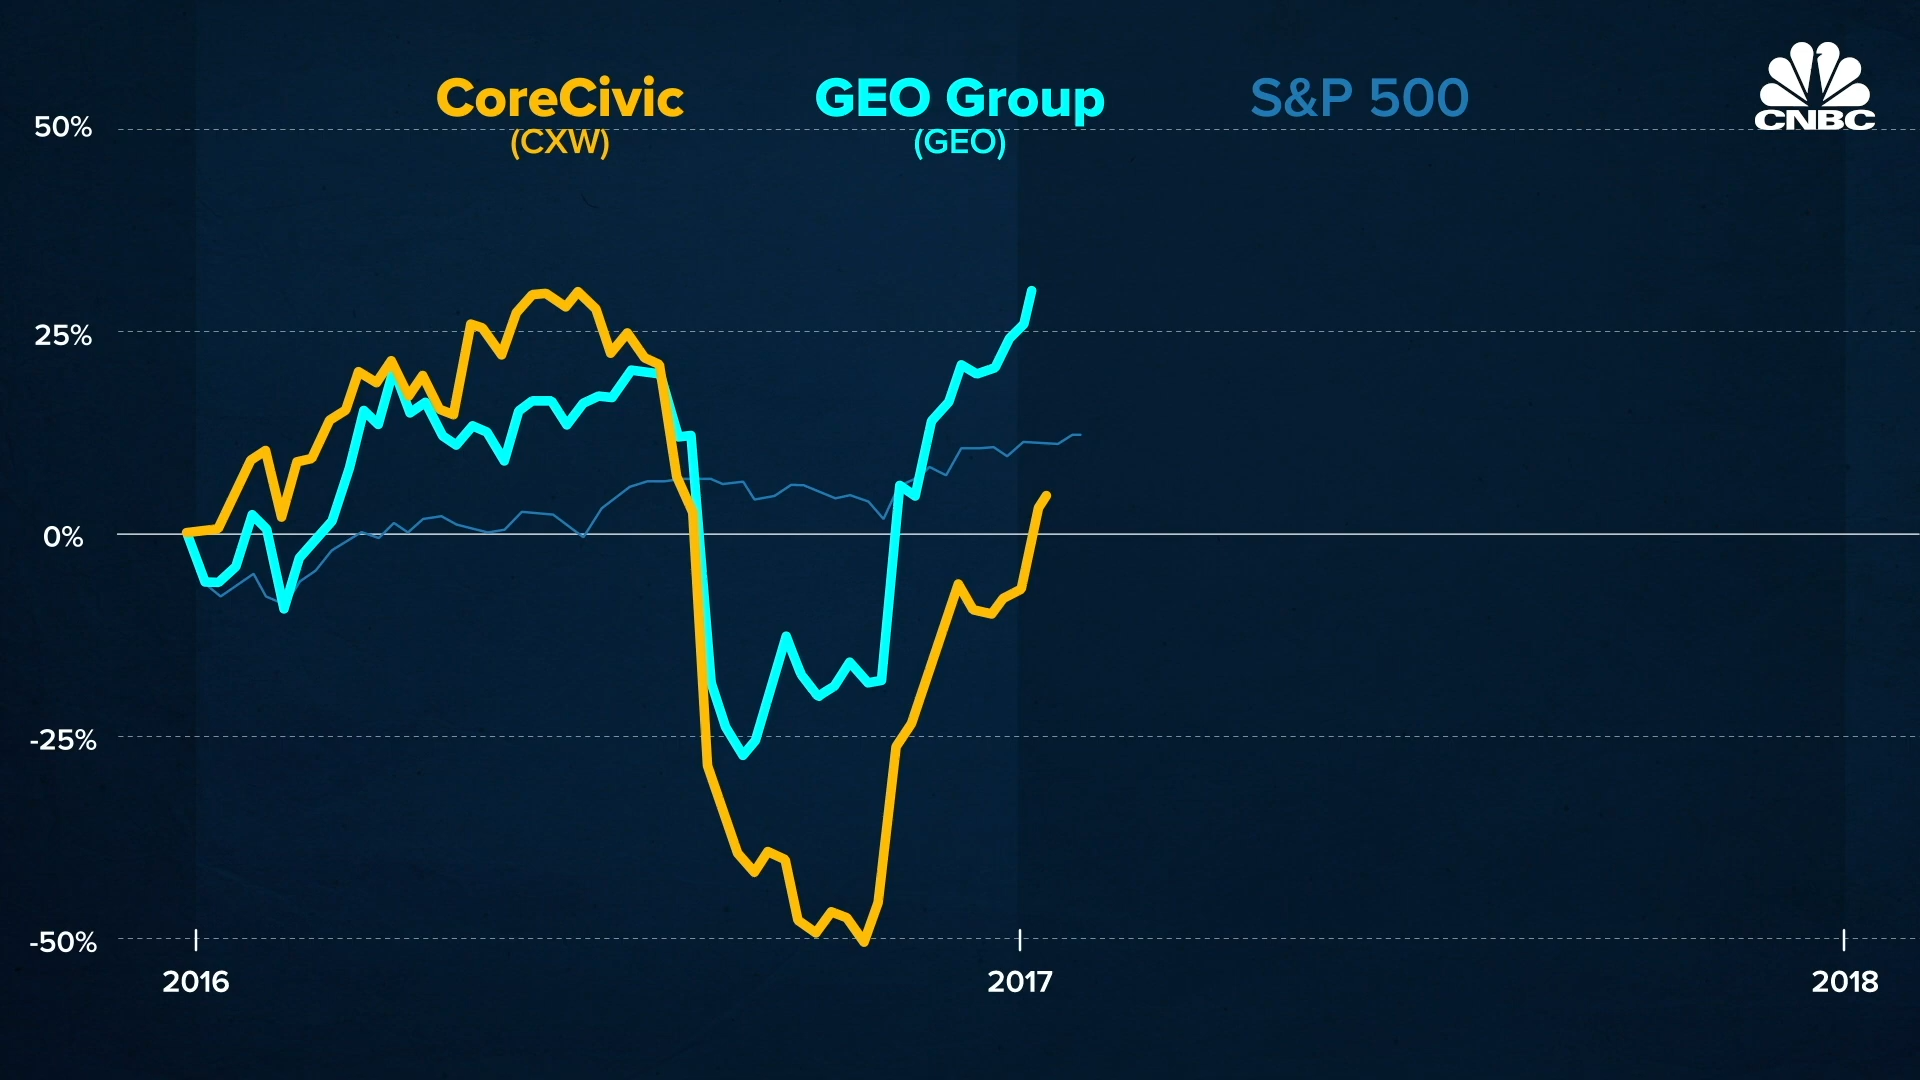 CoreCivic
(CXW)
GEO Group
(GEO)
S&P 500
CNBC
50%
25%
0%
-25%
-50%
2016
2017
2018